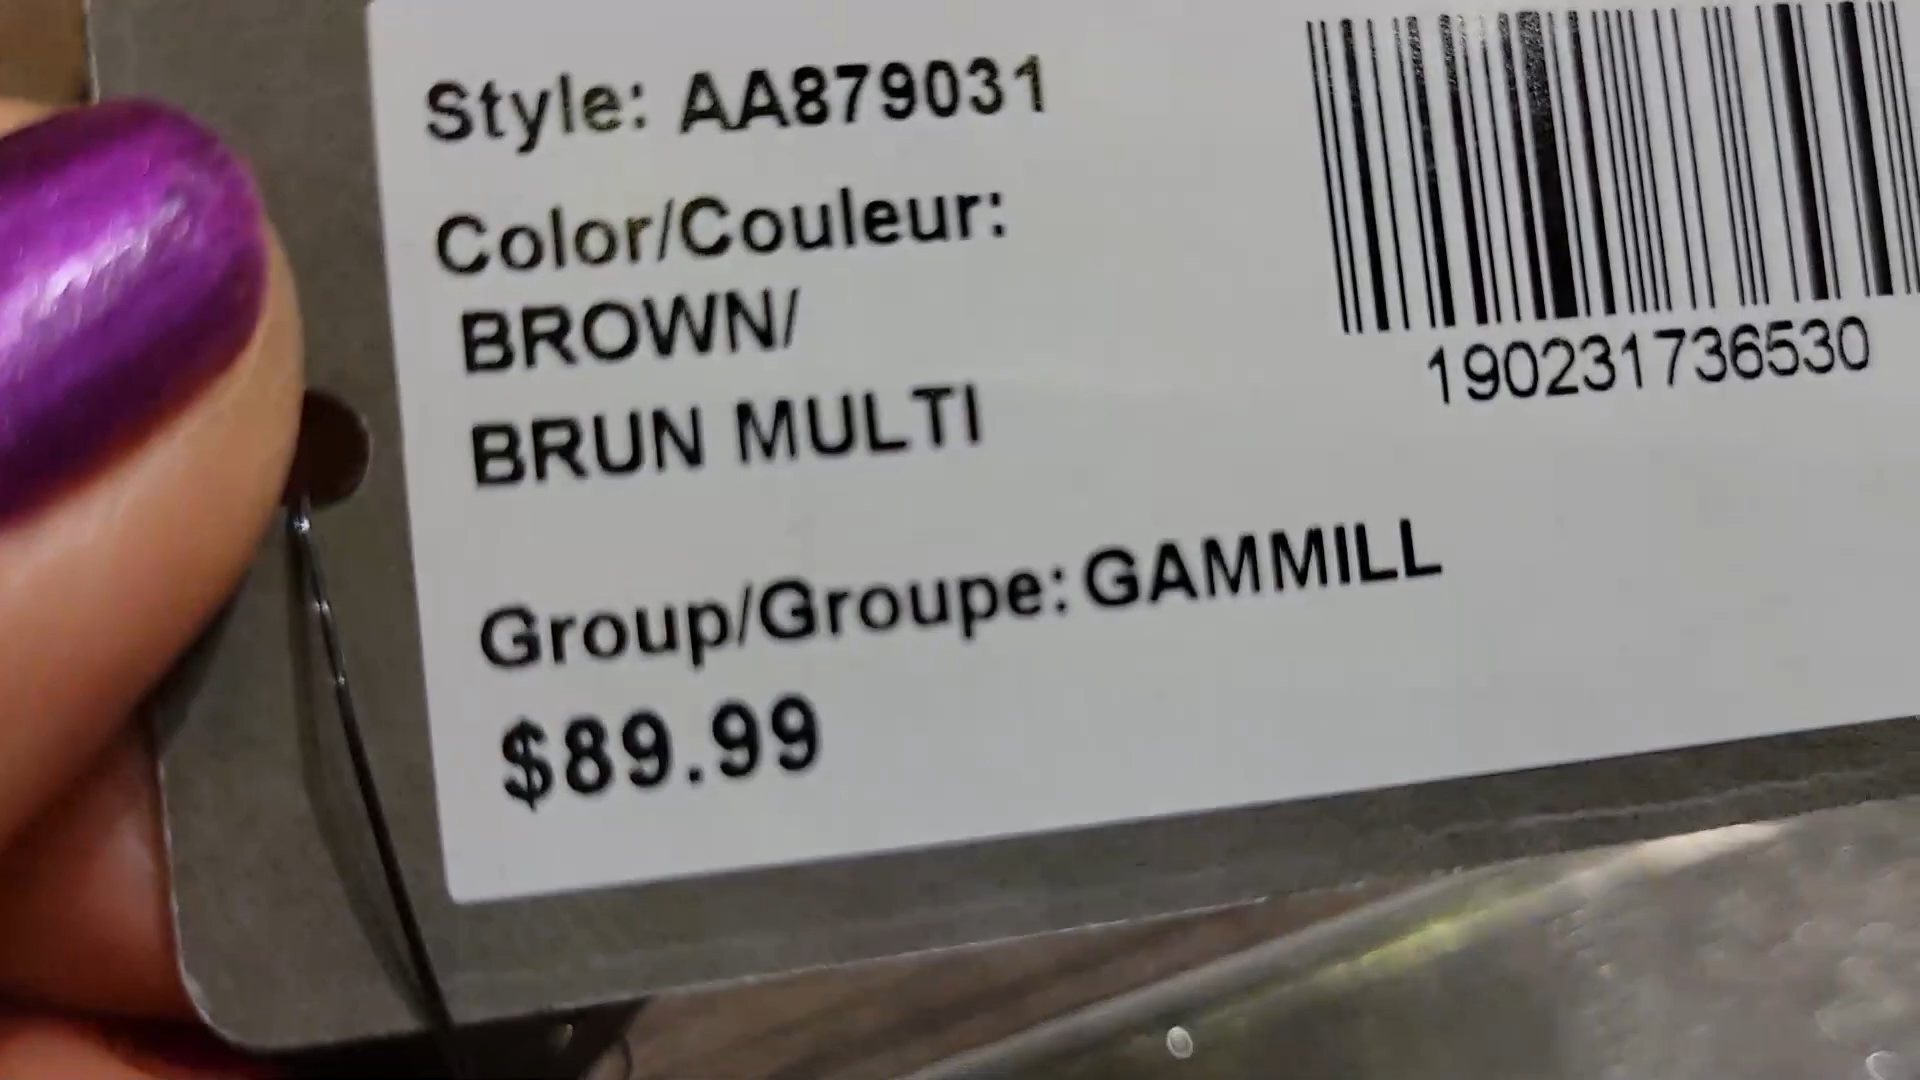 Style: AA879031
Color/Couleur:
BROWN/
BRUN MULTI
Group/Groupe: GAMMILL
$89.99
190231736530